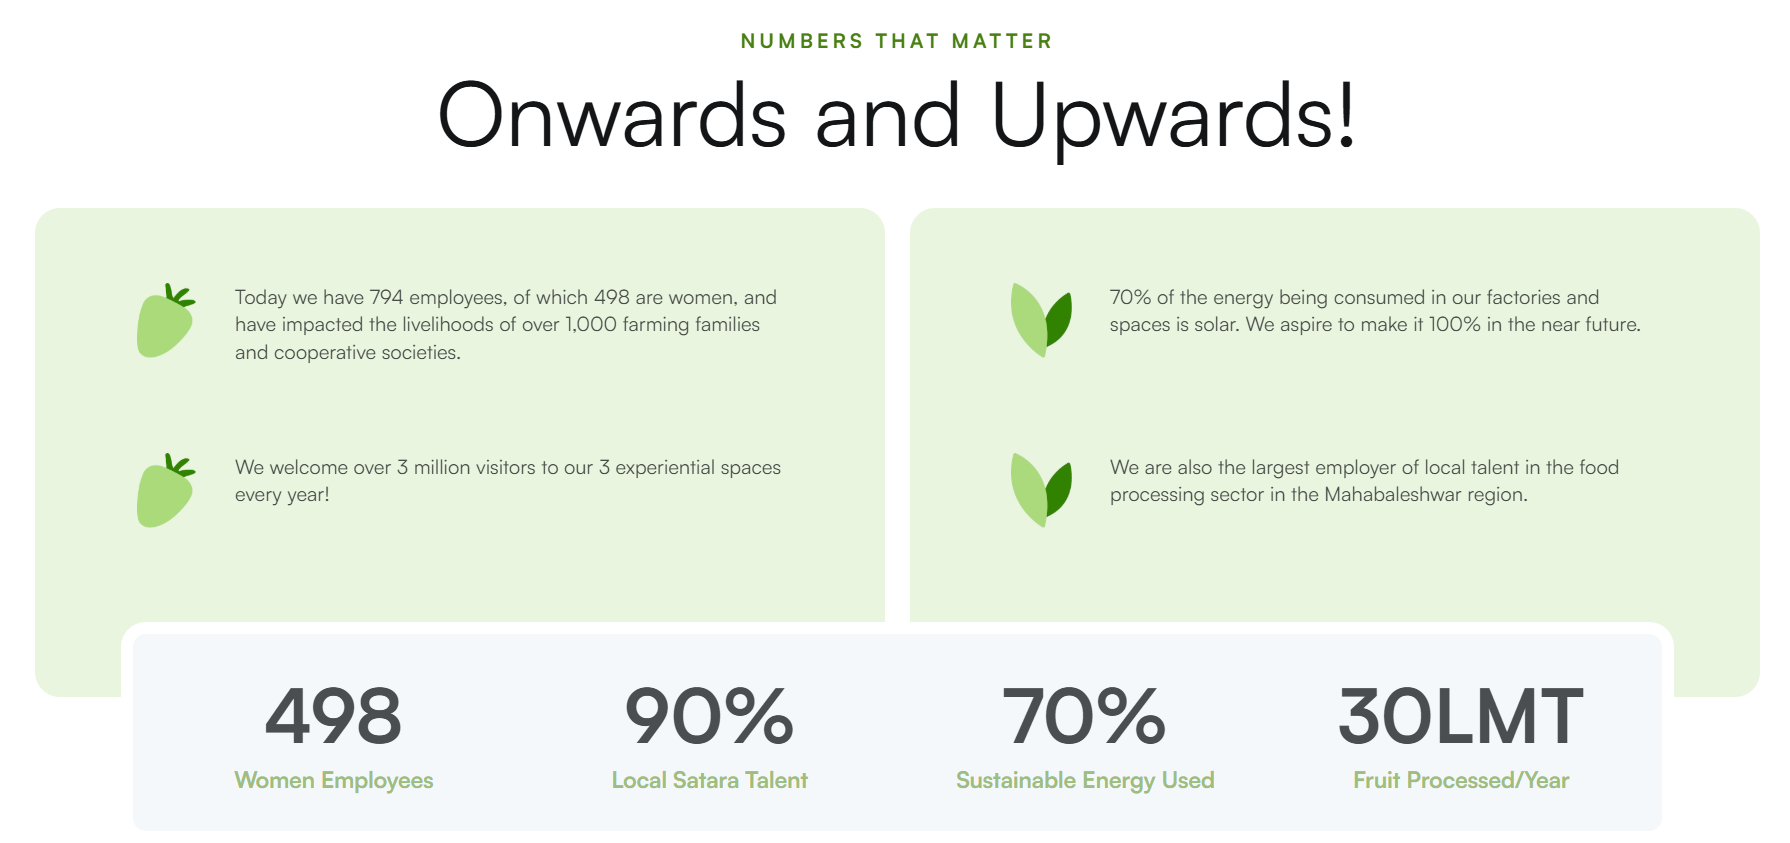 NUMBERS THAT MATTER
Onwards and Upwards!
Today we have 794 employees, of which 498 are women, and
have impacted the livelihoods of over 1,000 farming families
and cooperative societies.
We welcome over 3 million visitors to our 3 experiential spaces
every year!
70% of the energy being consumed in our factories and
spaces is solar. We aspire to make it 100% in the near future.
We are also the largest employer of local talent in the food
processing sector in the Mahabaleshwar region.
498
Women Employees
90%
Local Satara Talent
70%
Sustainable Energy Used
30LMT
Fruit Processed/Year